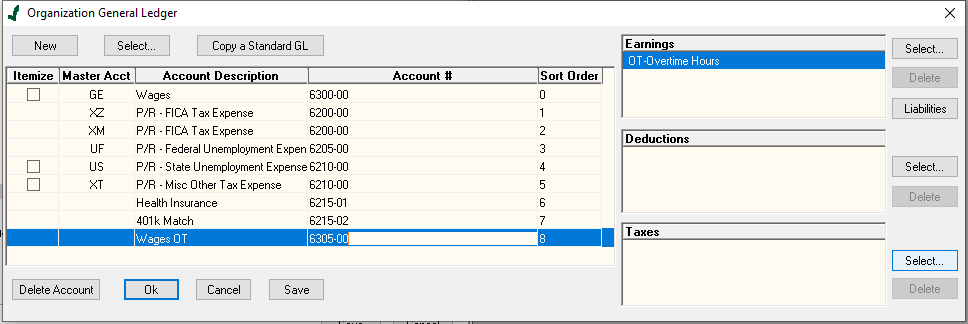 Organization General Ledger
New Select... Copy a Standard GL
Itemize Master Acct Account Description Account # Sort Order
GE Wages 6300-00 0
XZ P/R - FICA Tax Expense 6200-00 1
XM P/R - FICA Tax Expense 6200-00 2
UF P/R - Federal Unemployment Expen 6205-00 3
US P/R - State Unemployment Expense 6210-00 4
XT P/R - Misc Other Tax Expense 6210-00 5
Health Insurance 6215-01 6
401k Match 6215-02 7
Wages OT 6305-00 8
Delete Account Ok Cancel Save
Earnings
OT-Overtime Hours
Select...
Delete
Liabilities
Deductions
Select...
Delete
Taxes
Select...
Delete